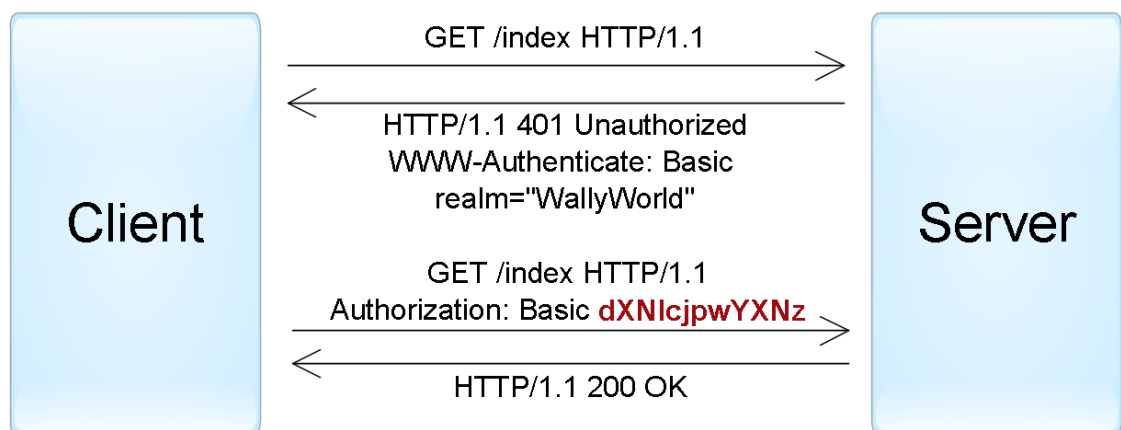 GET /index HTTP/1.1
HTTP/1.1 401 Unauthorized
WWW-Authenticate: Basic
realm="WallyWorld"
Client
Server
GET /index HTTP/1.1
Authorization: Basic dXNlcjpwYXNz
HTTP/1.1 200 OK